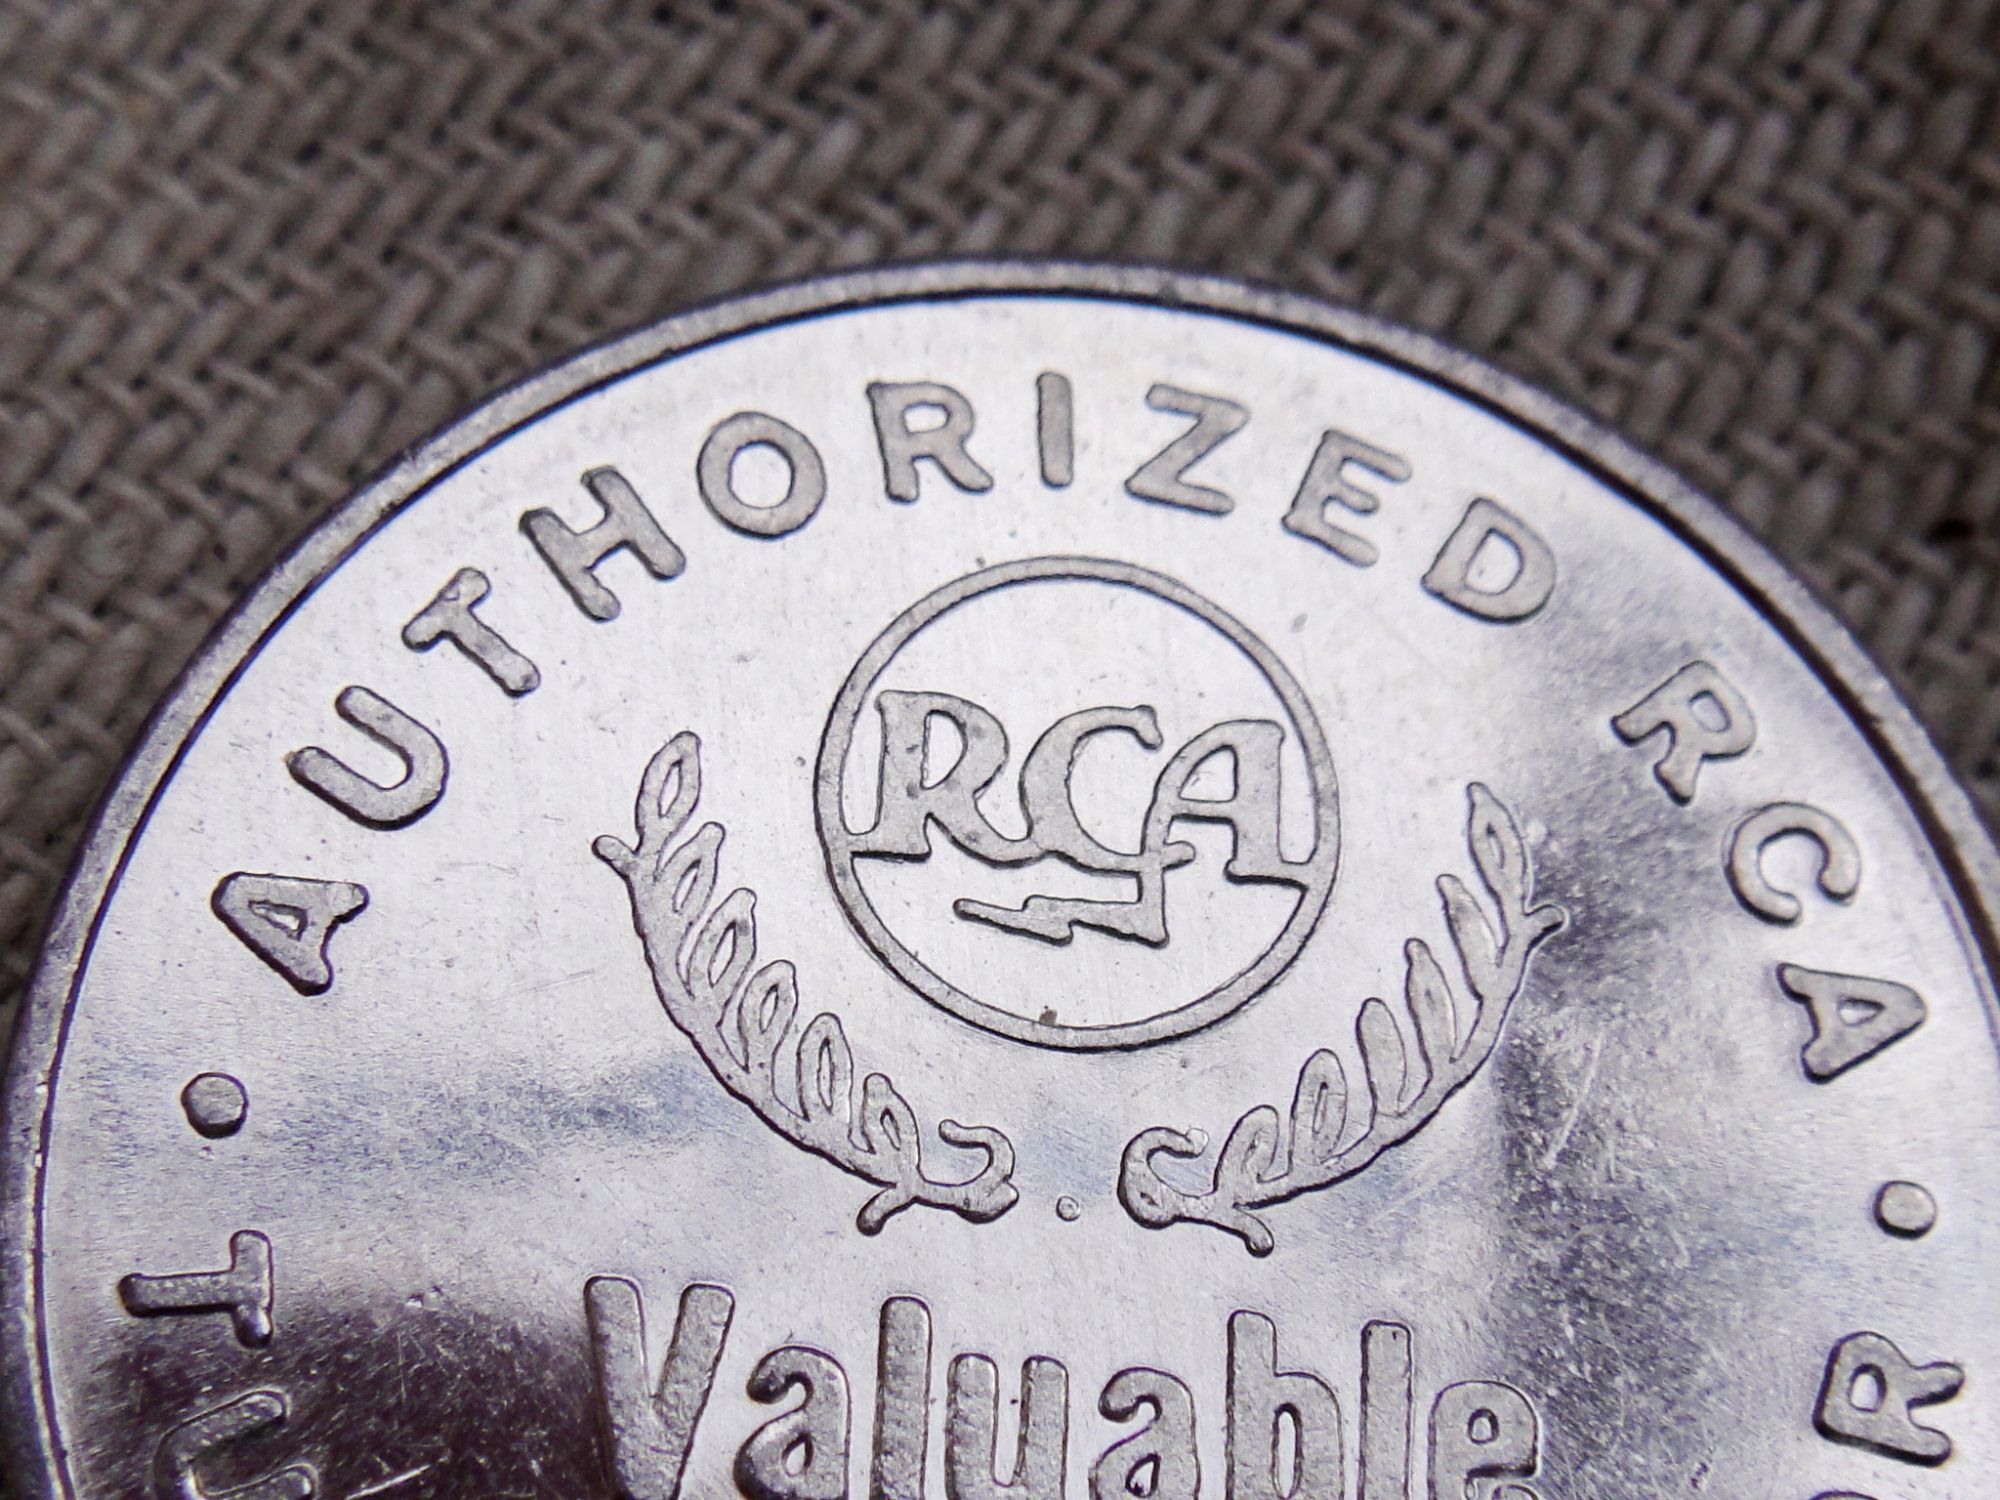 • AUTHORIZED RCA •
RCA
Valuable